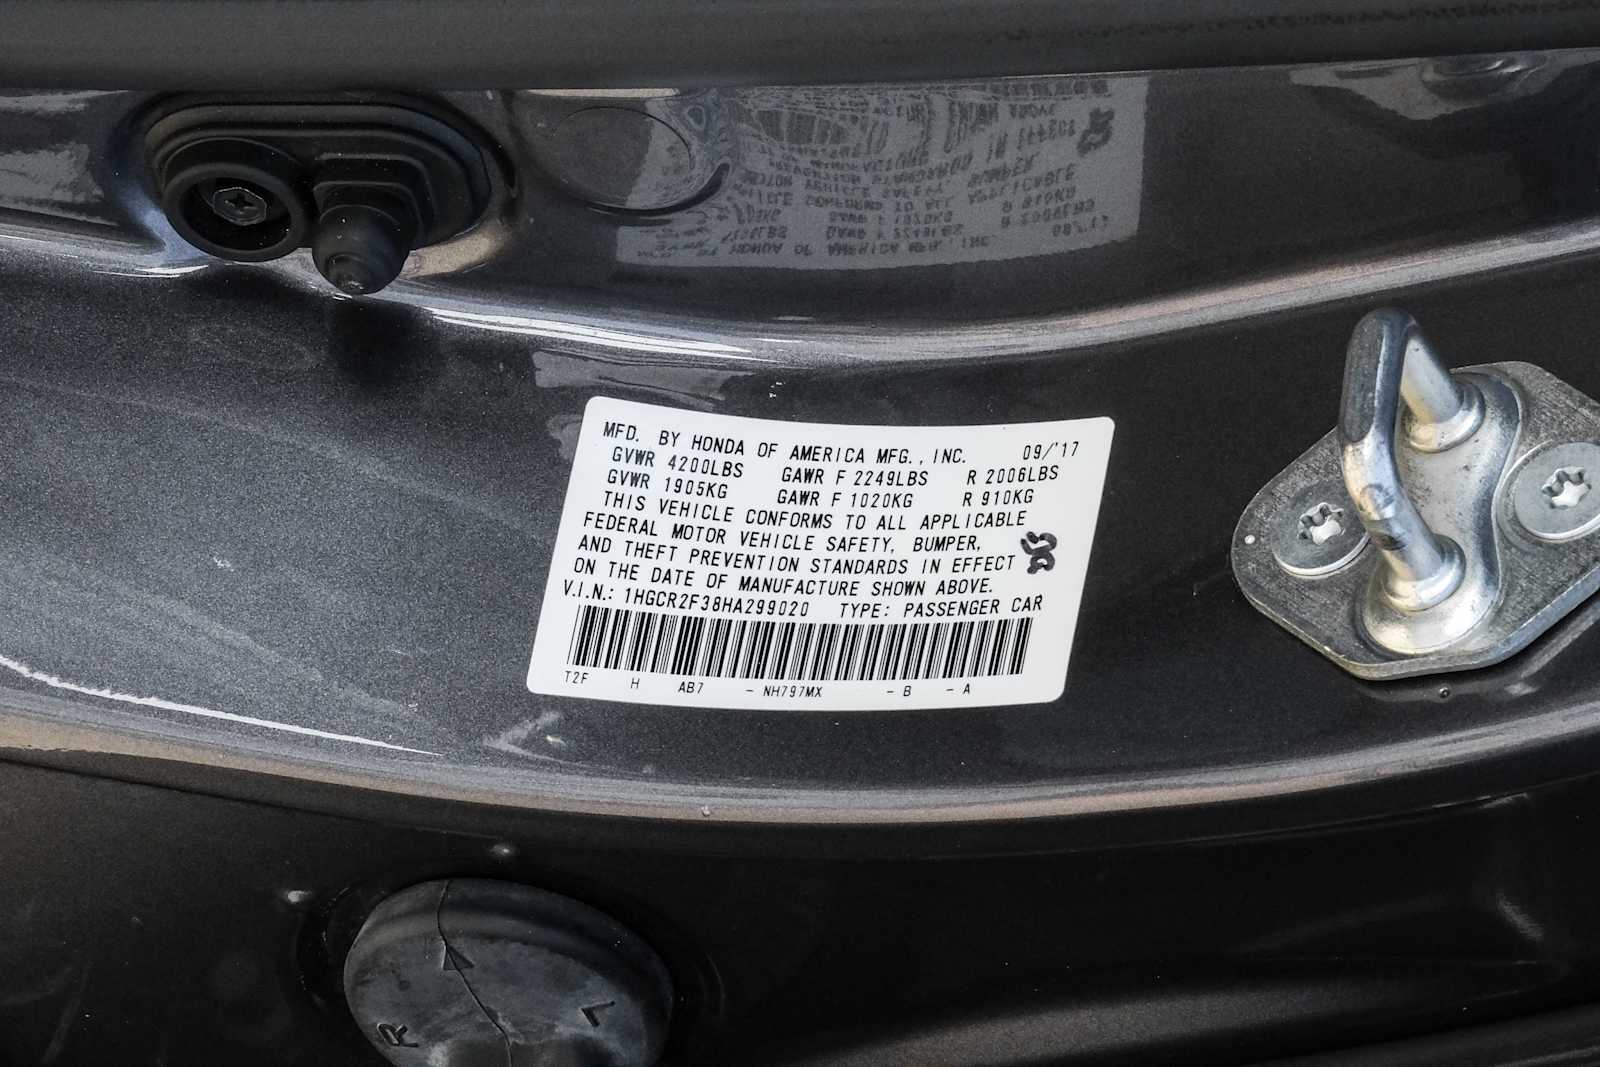 MFD. BY HONDA OF AMERICA MFG., INC. 09/'17
GVWR 4200LBS GAWR F 2249LBS R 2006LBS
GVWR 1905KG GAWR F 1020KG R 910KG
THIS VEHICLE CONFORMS TO ALL APPLICABLE
FEDERAL MOTOR VEHICLE SAFETY, BUMPER,
AND THEFT PREVENTION STANDARDS IN EFFECT
ON THE DATE OF MANUFACTURE SHOWN ABOVE.
V.I.N.: 1HGCR2F38HA299020 TYPE: PASSENGER CAR
T2F H AB7 - NH797MX - B - A
R L